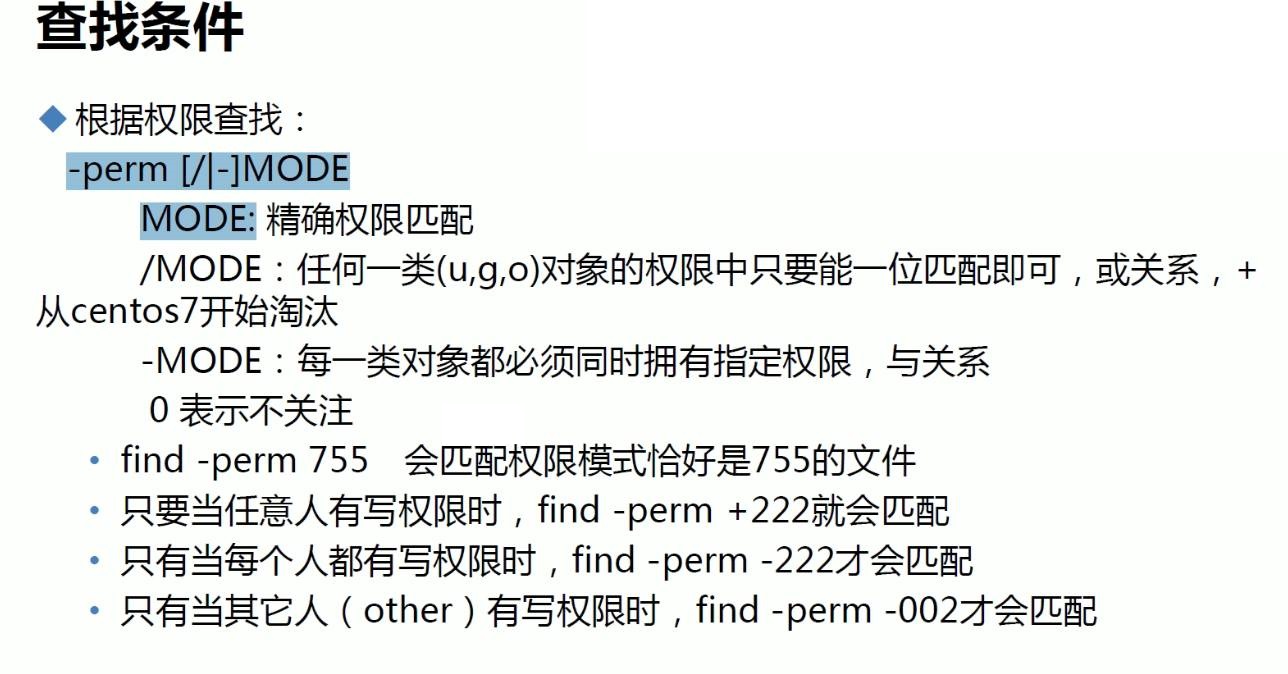 查找条件
根据权限查找：
-perm [/|-]MODE
MODE: 精确权限匹配
/MODE：任何一类(u,g,o)对象的权限中只要能一位匹配即可，或关系，+
从centos7开始淘汰
-MODE：每一类对象都必须同时拥有指定权限，与关系
0 表示不关注
• find -perm 755 会匹配权限模式恰好是755的文件
• 只要当任意人有写权限时，find -perm +222就会匹配
• 只有当每个人都有写权限时，find -perm -222才会匹配
• 只有当其它人（other）有写权限时，find -perm -002才会匹配